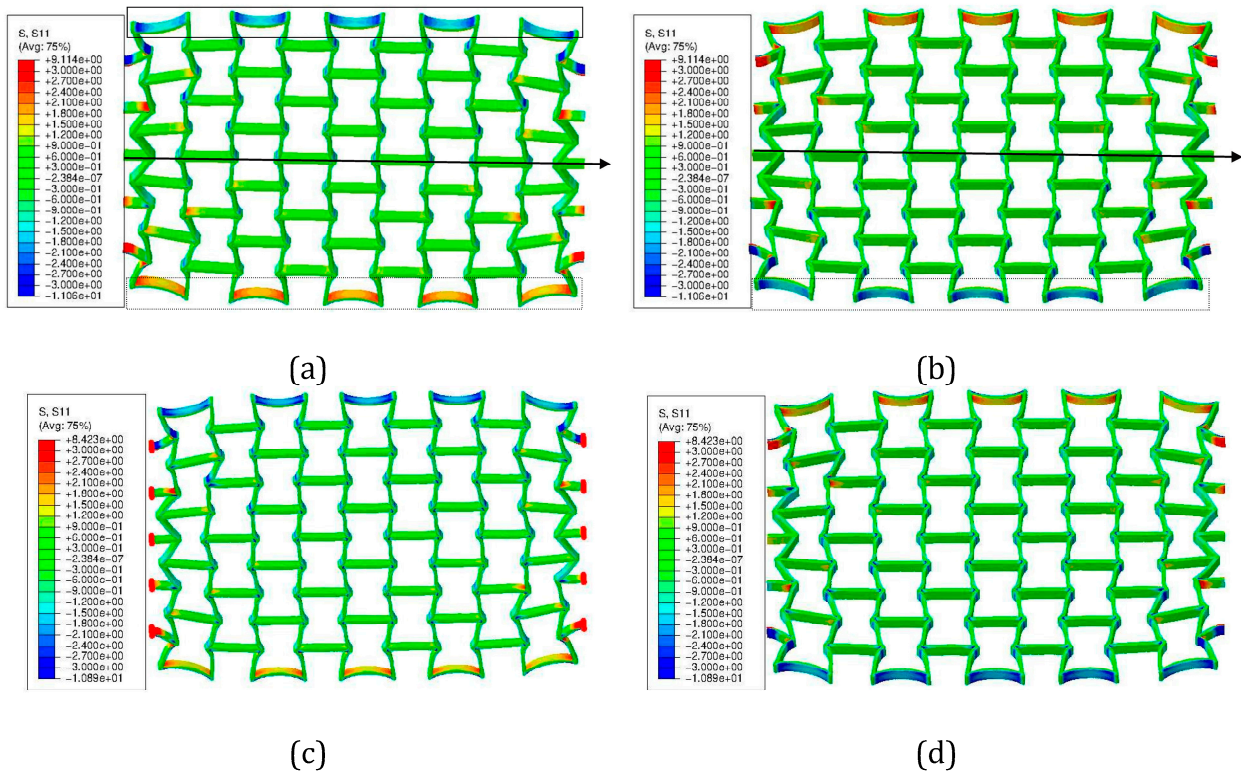 S, S11
(Avg: 75%)
+9.114e+00
+3.000e+00
+2.700e+00
+2.400e+00
+2.100e+00
+1.800e+00
+1.500e+00
+1.200e+00
+9.000e-01
+6.000e-01
+3.000e-01
-2.384e-07
-3.000e-01
-6.000e-01
-9.000e-01
-1.200e+00
-1.500e+00
-1.800e+00
-2.100e+00
-2.400e+00
-2.700e+00
-3.000e+00
-1.106e+01
(a)
S, S11
(Avg: 75%)
+9.114e+00
+3.000e+00
+2.700e+00
+2.400e+00
+2.100e+00
+1.800e+00
+1.500e+00
+1.200e+00
+9.000e-01
+6.000e-01
+3.000e-01
-2.384e-07
-3.000e-01
-6.000e-01
-9.000e-01
-1.200e+00
-1.500e+00
-1.800e+00
-2.100e+00
-2.400e+00
-2.700e+00
-3.000e+00
-1.106e+01
(b)
S, S11
(Avg: 75%)
+8.423e+00
+3.000e+00
+2.700e+00
+2.400e+00
+2.100e+00
+1.800e+00
+1.500e+00
+1.200e+00
+9.000e-01
+6.000e-01
+3.000e-01
-2.384e-07
-3.000e-01
-6.000e-01
-9.000e-01
-1.200e+00
-1.500e+00
-1.800e+00
-2.100e+00
-2.400e+00
-2.700e+00
-3.000e+00
-1.089e+01
(c)
S, S11
(Avg: 75%)
+8.423e+00
+3.000e+00
+2.700e+00
+2.400e+00
+2.100e+00
+1.800e+00
+1.500e+00
+1.200e+00
+9.000e-01
+6.000e-01
+3.000e-01
-2.384e-07
-3.000e-01
-6.000e-01
-9.000e-01
-1.200e+00
-1.500e+00
-1.800e+00
-2.100e+00
-2.400e+00
-2.700e+00
-3.000e+00
-1.089e+01
(d)